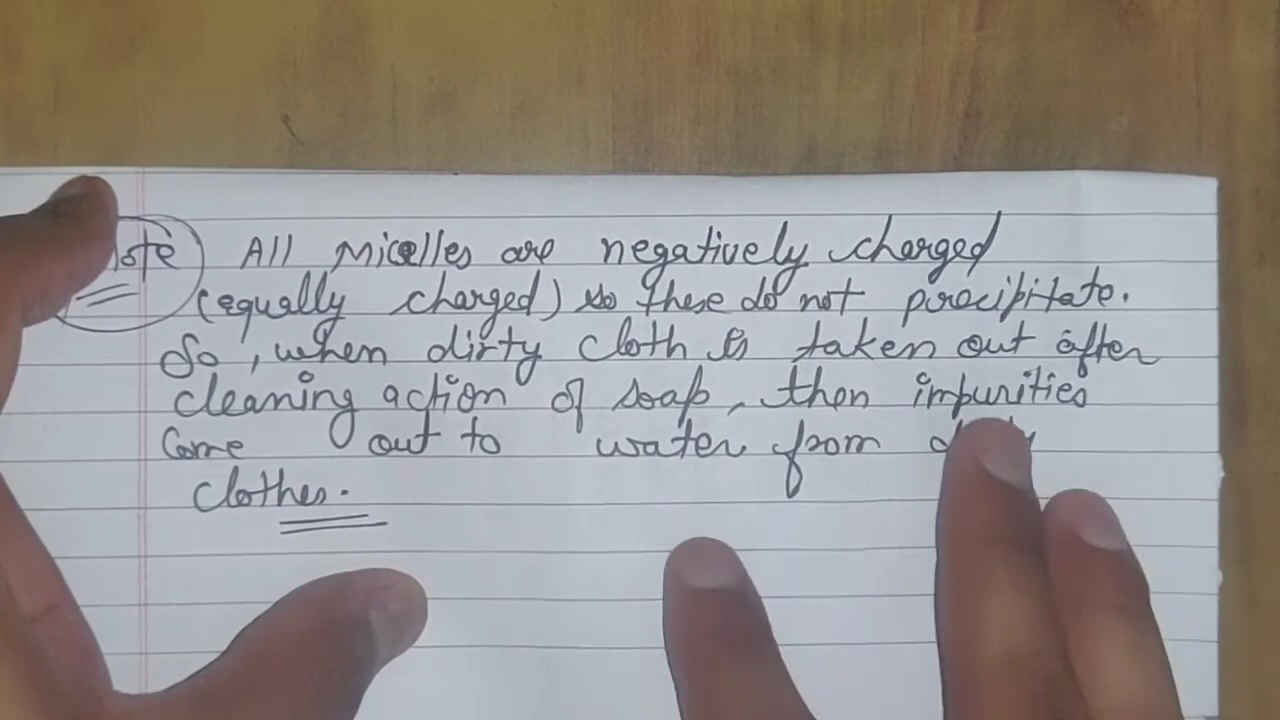 Note All Micelles are negatively charged
(equally charged) so these do not precipitate.
So, when dirty cloth is taken out after
cleaning action of soap, then impurities
Come out to water from
clothes.